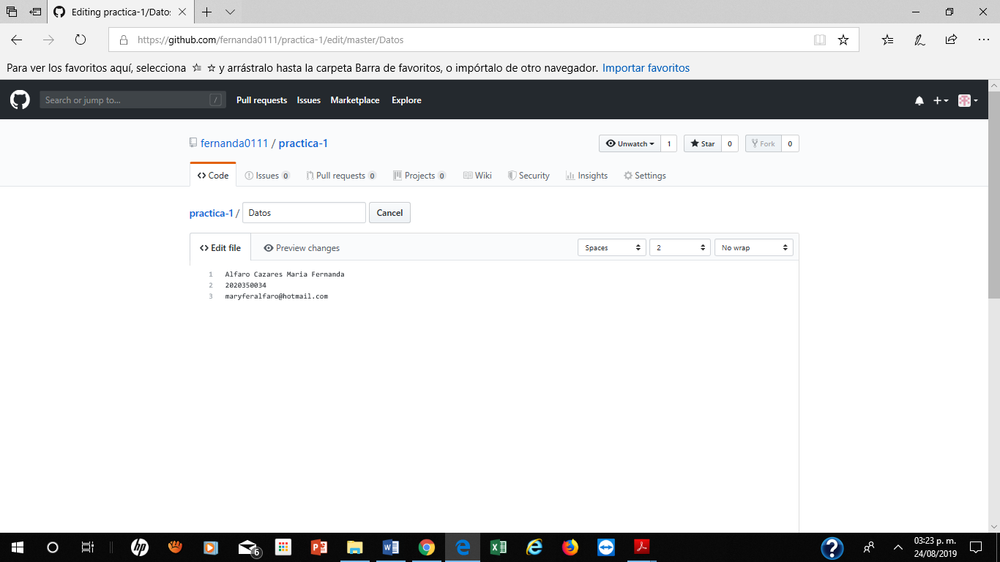 Editing practica-1/Datos
https://github.com/fernanda0111/practica-1/edit/master/Datos
Para ver los favoritos aquí, selecciona y arrástralo hasta la carpeta Barra de favoritos, o impórtalo de otro navegador. Importar favoritos
Search or jump to... / Pull requests Issues Marketplace Explore
fernanda0111 / practica-1 Unwatch 1 Star 0 Fork 0
Code Issues 0 Pull requests 0 Projects 0 Wiki Security Insights Settings
practica-1 / Datos Cancel
Edit file Preview changes Spaces 2 No wrap
1 Alfaro Cazares Maria Fernanda
2 2020350034
3 maryferalfaro@hotmail.com
6
03:23 p. m.
24/08/2019